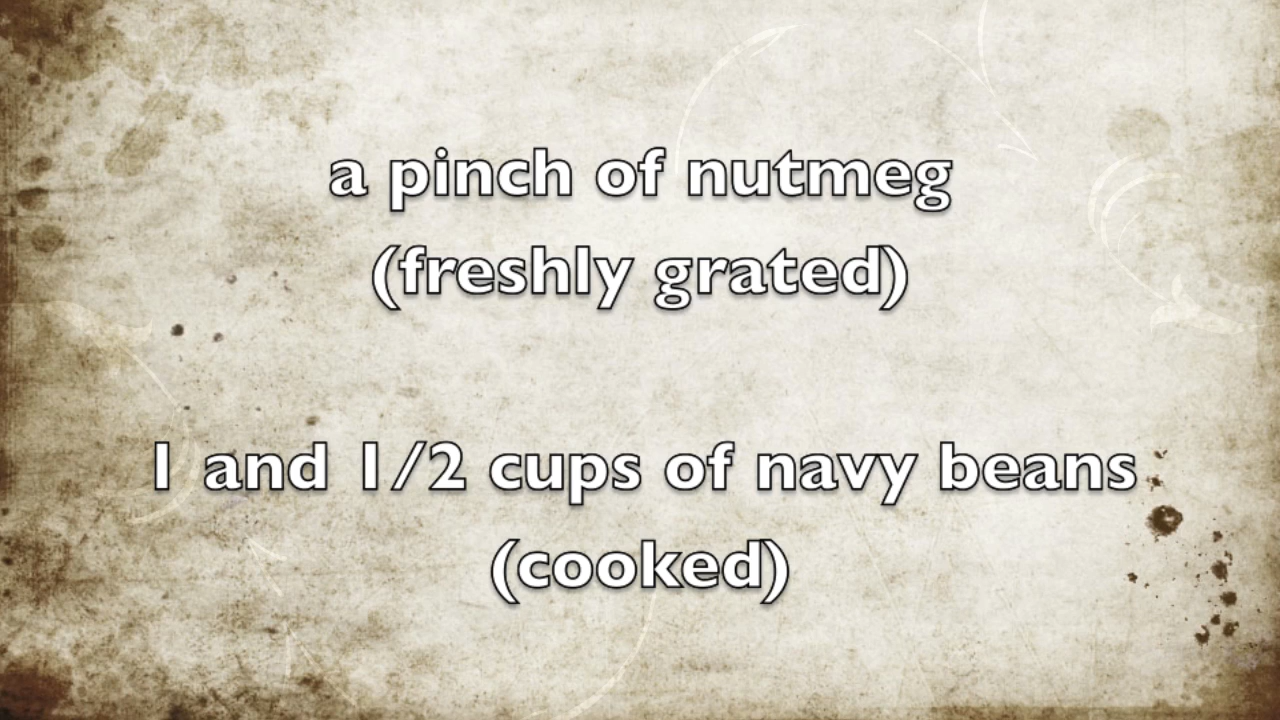 a pinch of nutmeg
(freshly grated)
1 and 1/2 cups of navy beans
(cooked)